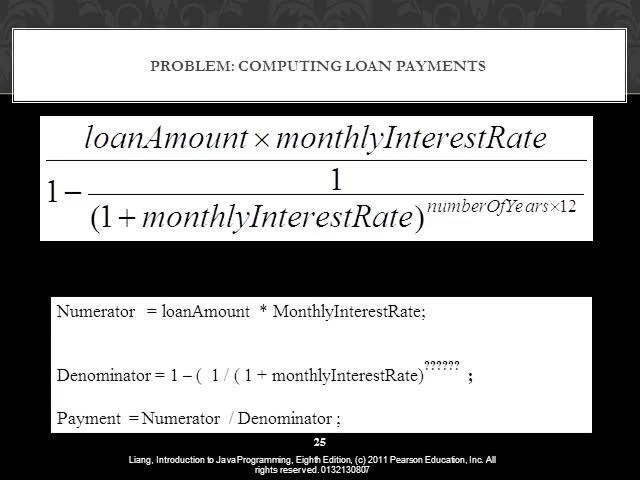 PROBLEM: COMPUTING LOAN PAYMENTS
loanAmount × monthlyInterestRate
1 − 1
(1 + monthlyInterestRate)^numberOfYears×12
Numerator = loanAmount * MonthlyInterestRate;
Denominator = 1 – ( 1 / ( 1 + monthlyInterestRate)^?????? ;
Payment = Numerator / Denominator ;
25
Liang, Introduction to Java Programming, Eighth Edition, (c) 2011 Pearson Education, Inc. All
rights reserved. 0132130807